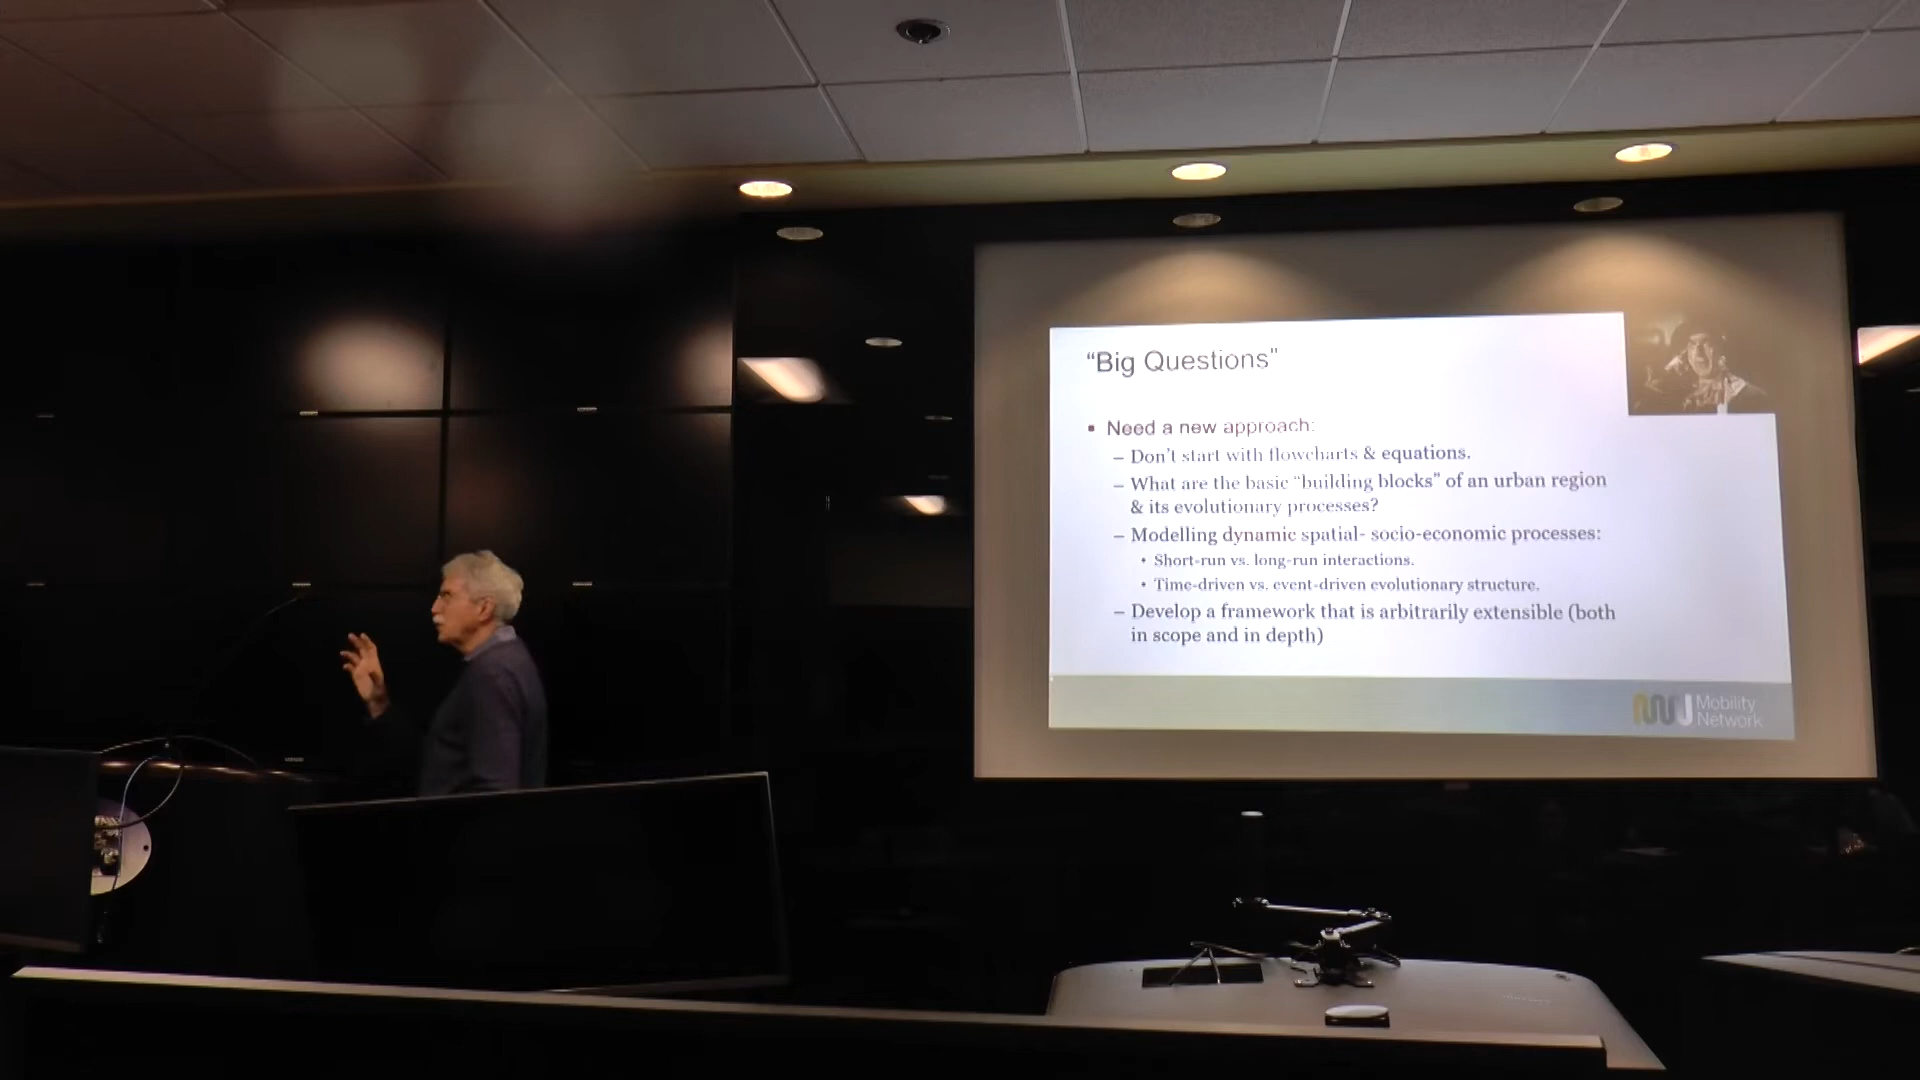 “Big Questions”
▪ Need a new approach:
– Don’t start with flowcharts & equations.
– What are the basic “building blocks” of an urban region
& its evolutionary processes?
– Modelling dynamic spatial- socio-economic processes:
• Short-run vs. long-run interactions.
• Time-driven vs. event-driven evolutionary structure.
– Develop a framework that is arbitrarily extensible (both
in scope and in depth)
Mobility
Network